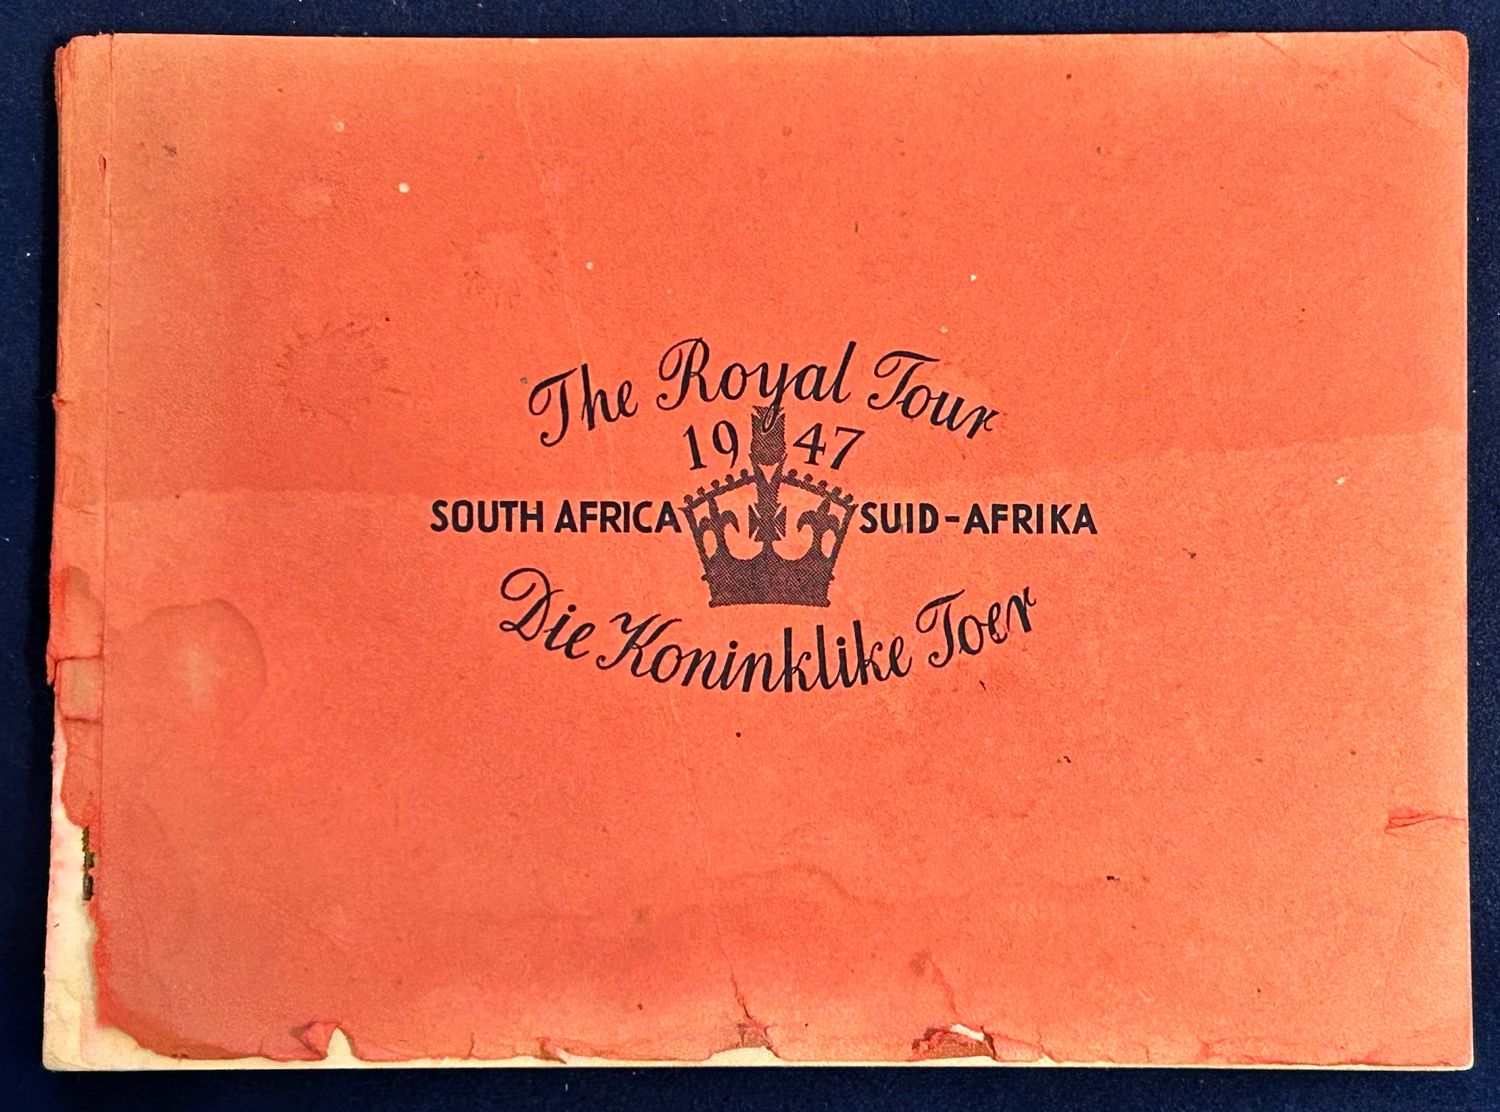 The Royal Tour
1947
SOUTH AFRICA SUID-AFRIKA
Die Koninklike Toer